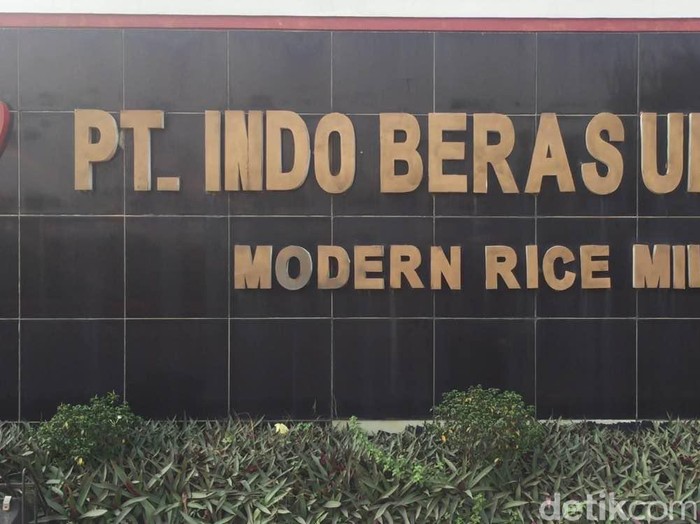 PT. INDO BERAS U
MODERN RICE MI
detikcom